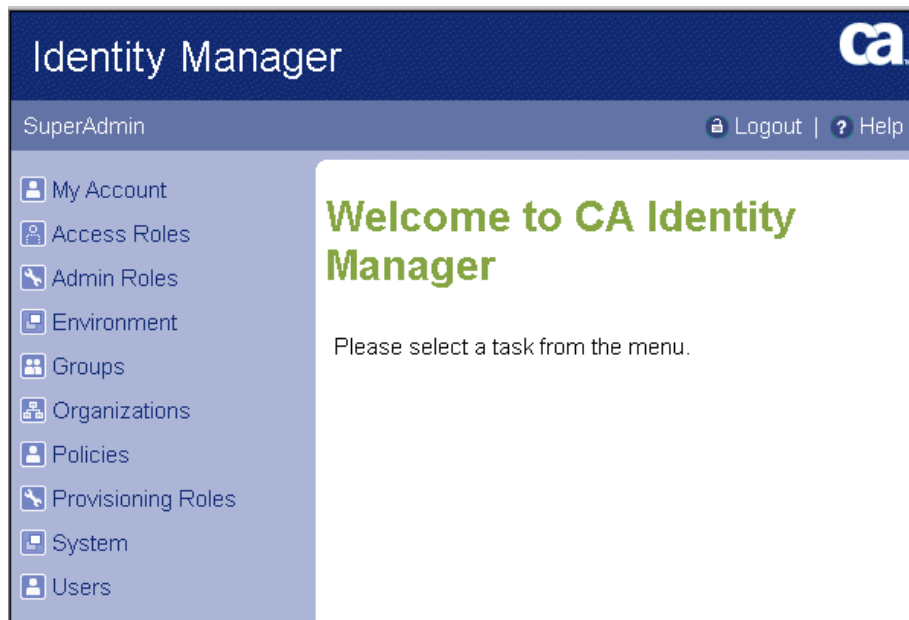 Identity Manager
ca
SuperAdmin
Logout | Help
My Account
Access Roles
Admin Roles
Environment
Groups
Organizations
Policies
Provisioning Roles
System
Users
Welcome to CA Identity
Manager
Please select a task from the menu.